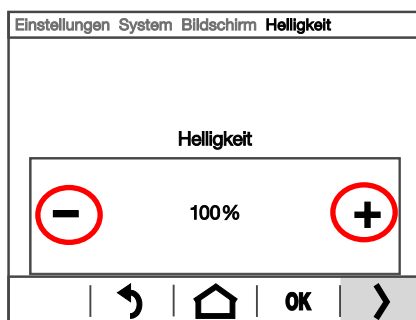 Einstellungen System Bildschirm Helligkeit
Helligkeit
− 100% +
OK